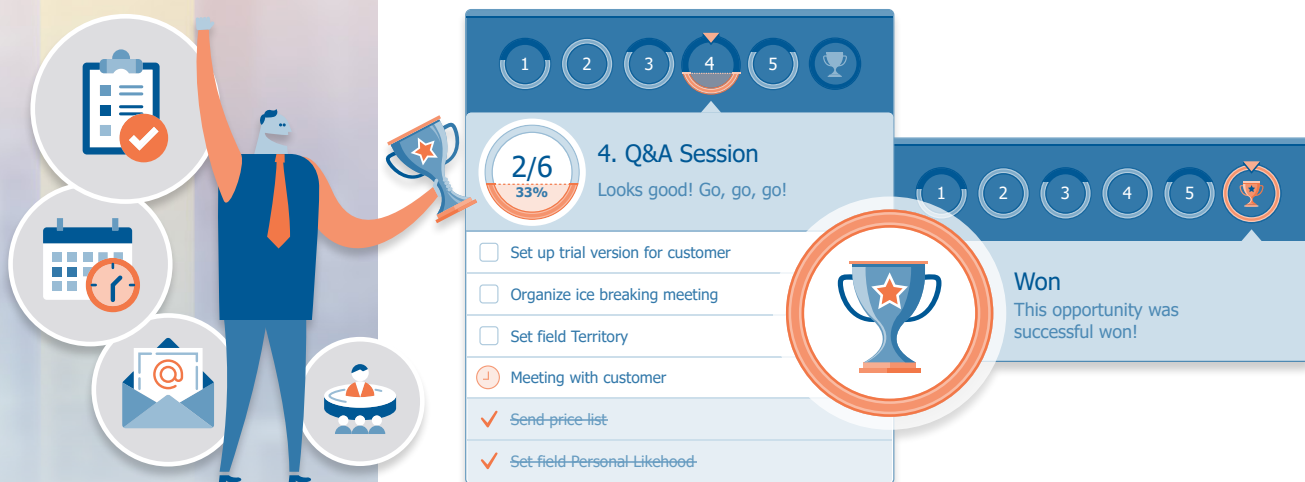 1 2 3 4 5
2/6
33%
4. Q&A Session
Looks good! Go, go, go!
Set up trial version for customer
Organize ice breaking meeting
Set field Territory
Meeting with customer
Send price list
Set field Personal Likehood
1 2 3 4 5
Won
This opportunity was
successful won!
@